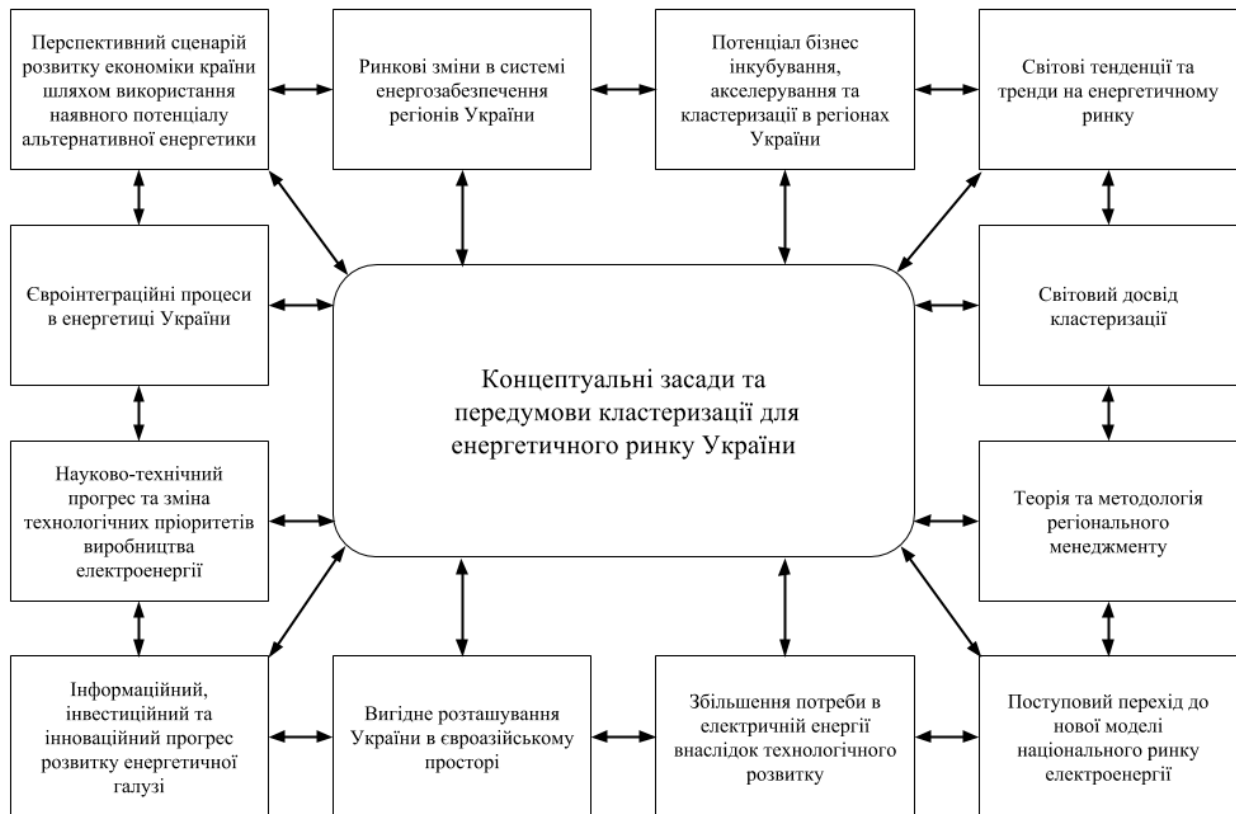 Перспективний сценарій
розвитку економіки країни
шляхом використання
наявного потенціалу
альтернативної енергетики
Ринкові зміни в системі
енергозабезпечення
регіонів України
Потенціал бізнес
інкубування,
акселерування та
кластеризації в регіонах
України
Світові тенденції та
тренди на енергетичному
ринку
Євроінтеграційні процеси
в енергетиці України
Концептуальні засади та
передумови кластеризації для
енергетичного ринку України
Світовий досвід
кластеризації
Науково-технічний
прогрес та зміна
технологічних пріоритетів
виробництва
електроенергії
Теорія та методологія
регіонального
менеджменту
Інформаційний,
інвестиційний та
інноваційний прогрес
розвитку енергетичної
галузі
Вигідне розташування
України в євроазійському
просторі
Збільшення потреби в
електричній енергії
внаслідок технологічного
розвитку
Поступовий перехід до
нової моделі
національного ринку
електроенергії